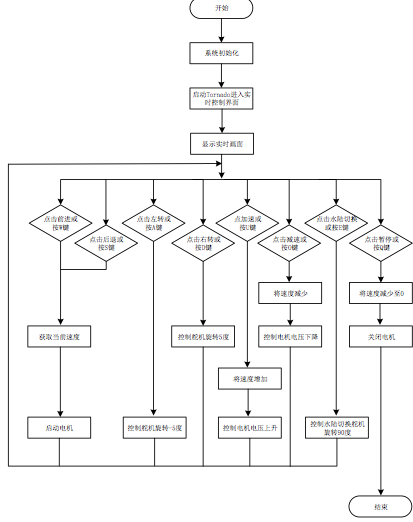 开始
系统初始化
启动Tornado进入实
时控制界面
显示实时画面
点击前进或
按W键
点击后退或
按S键
点击左转或
按A键
点击右转或
按D键
点加速或
按U键
点击减速或
按O键
点击水陆切换
或按I键
点击暂停或
按Q键
将速度减少
将速度减少至0
获取当前速度
控制舵机旋转5度
控制电机电压下降
关闭电机
将速度增加
启动电机
控制舵机旋转-5度
控制电机电压上升
控制水陆切换舵机
旋转90度
结束